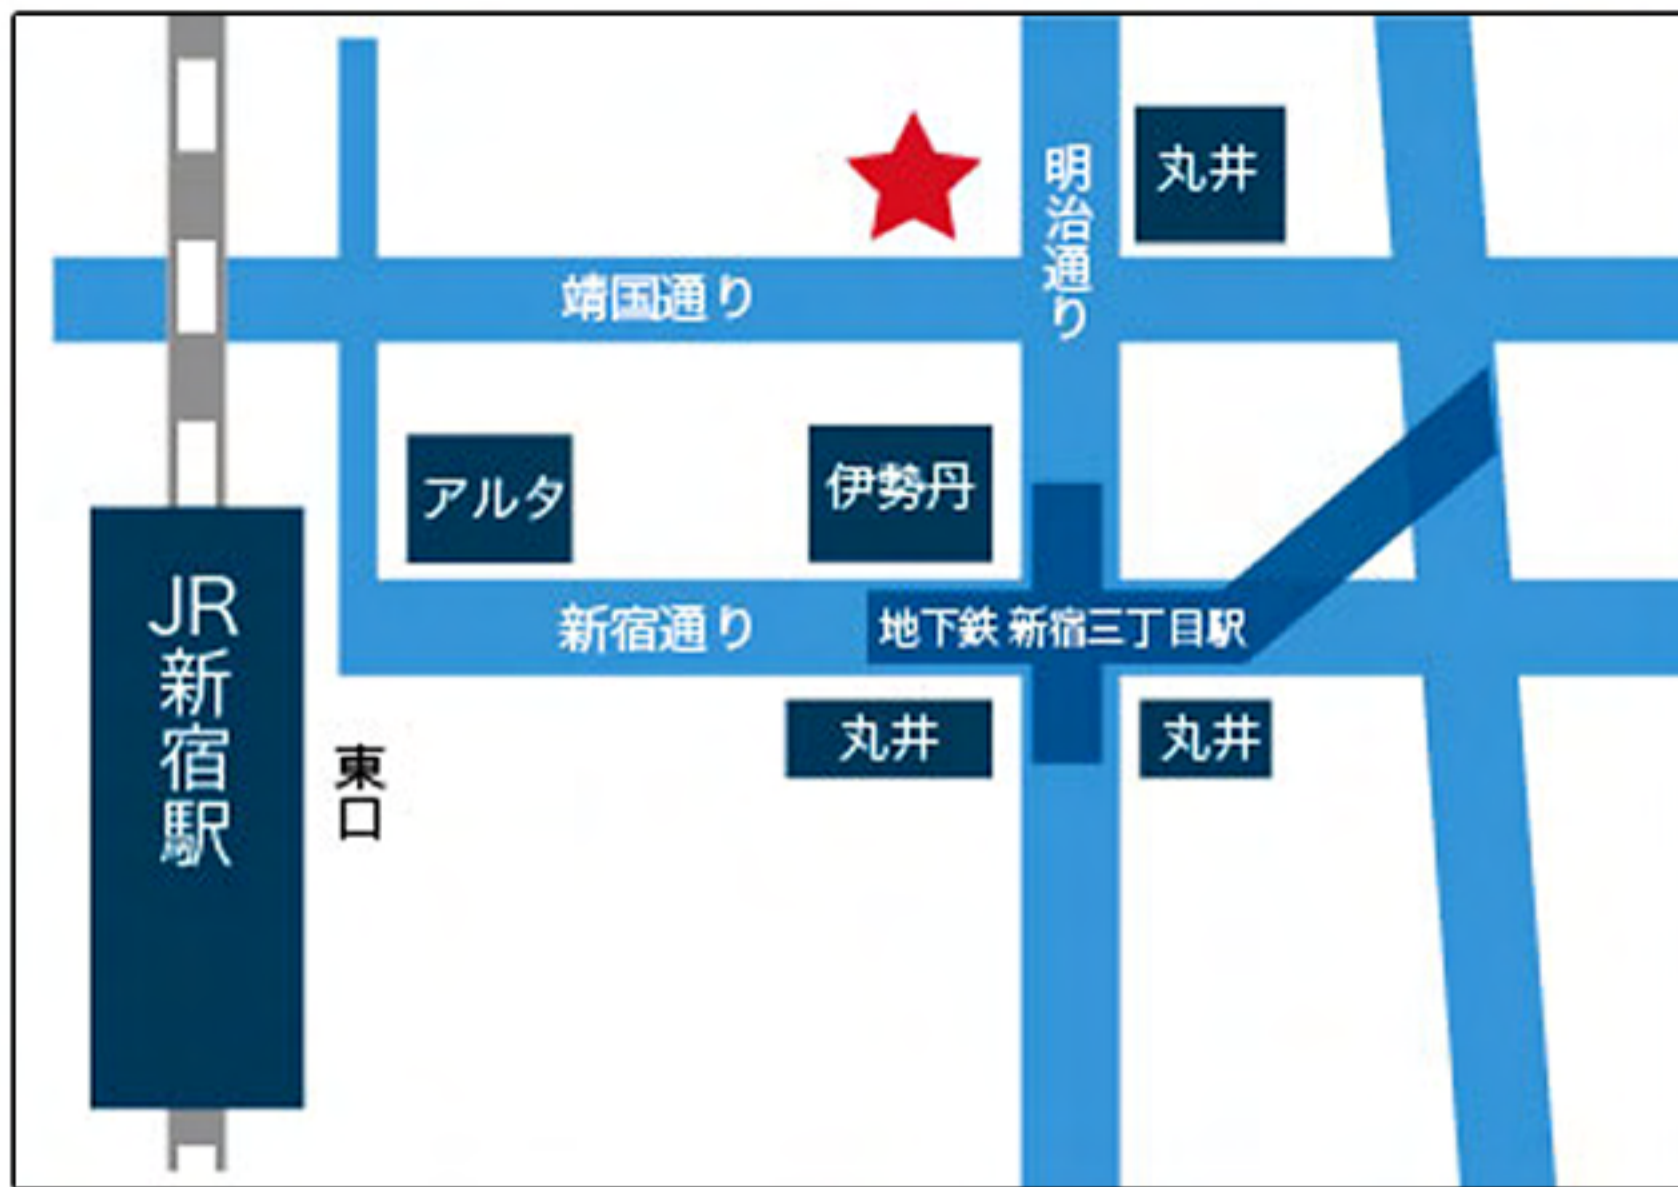 明治通り
丸井
靖国通り
アルタ
伊勢丹
JR新宿駅
新宿通り
地下鉄 新宿三丁目駅
東口
丸井
丸井